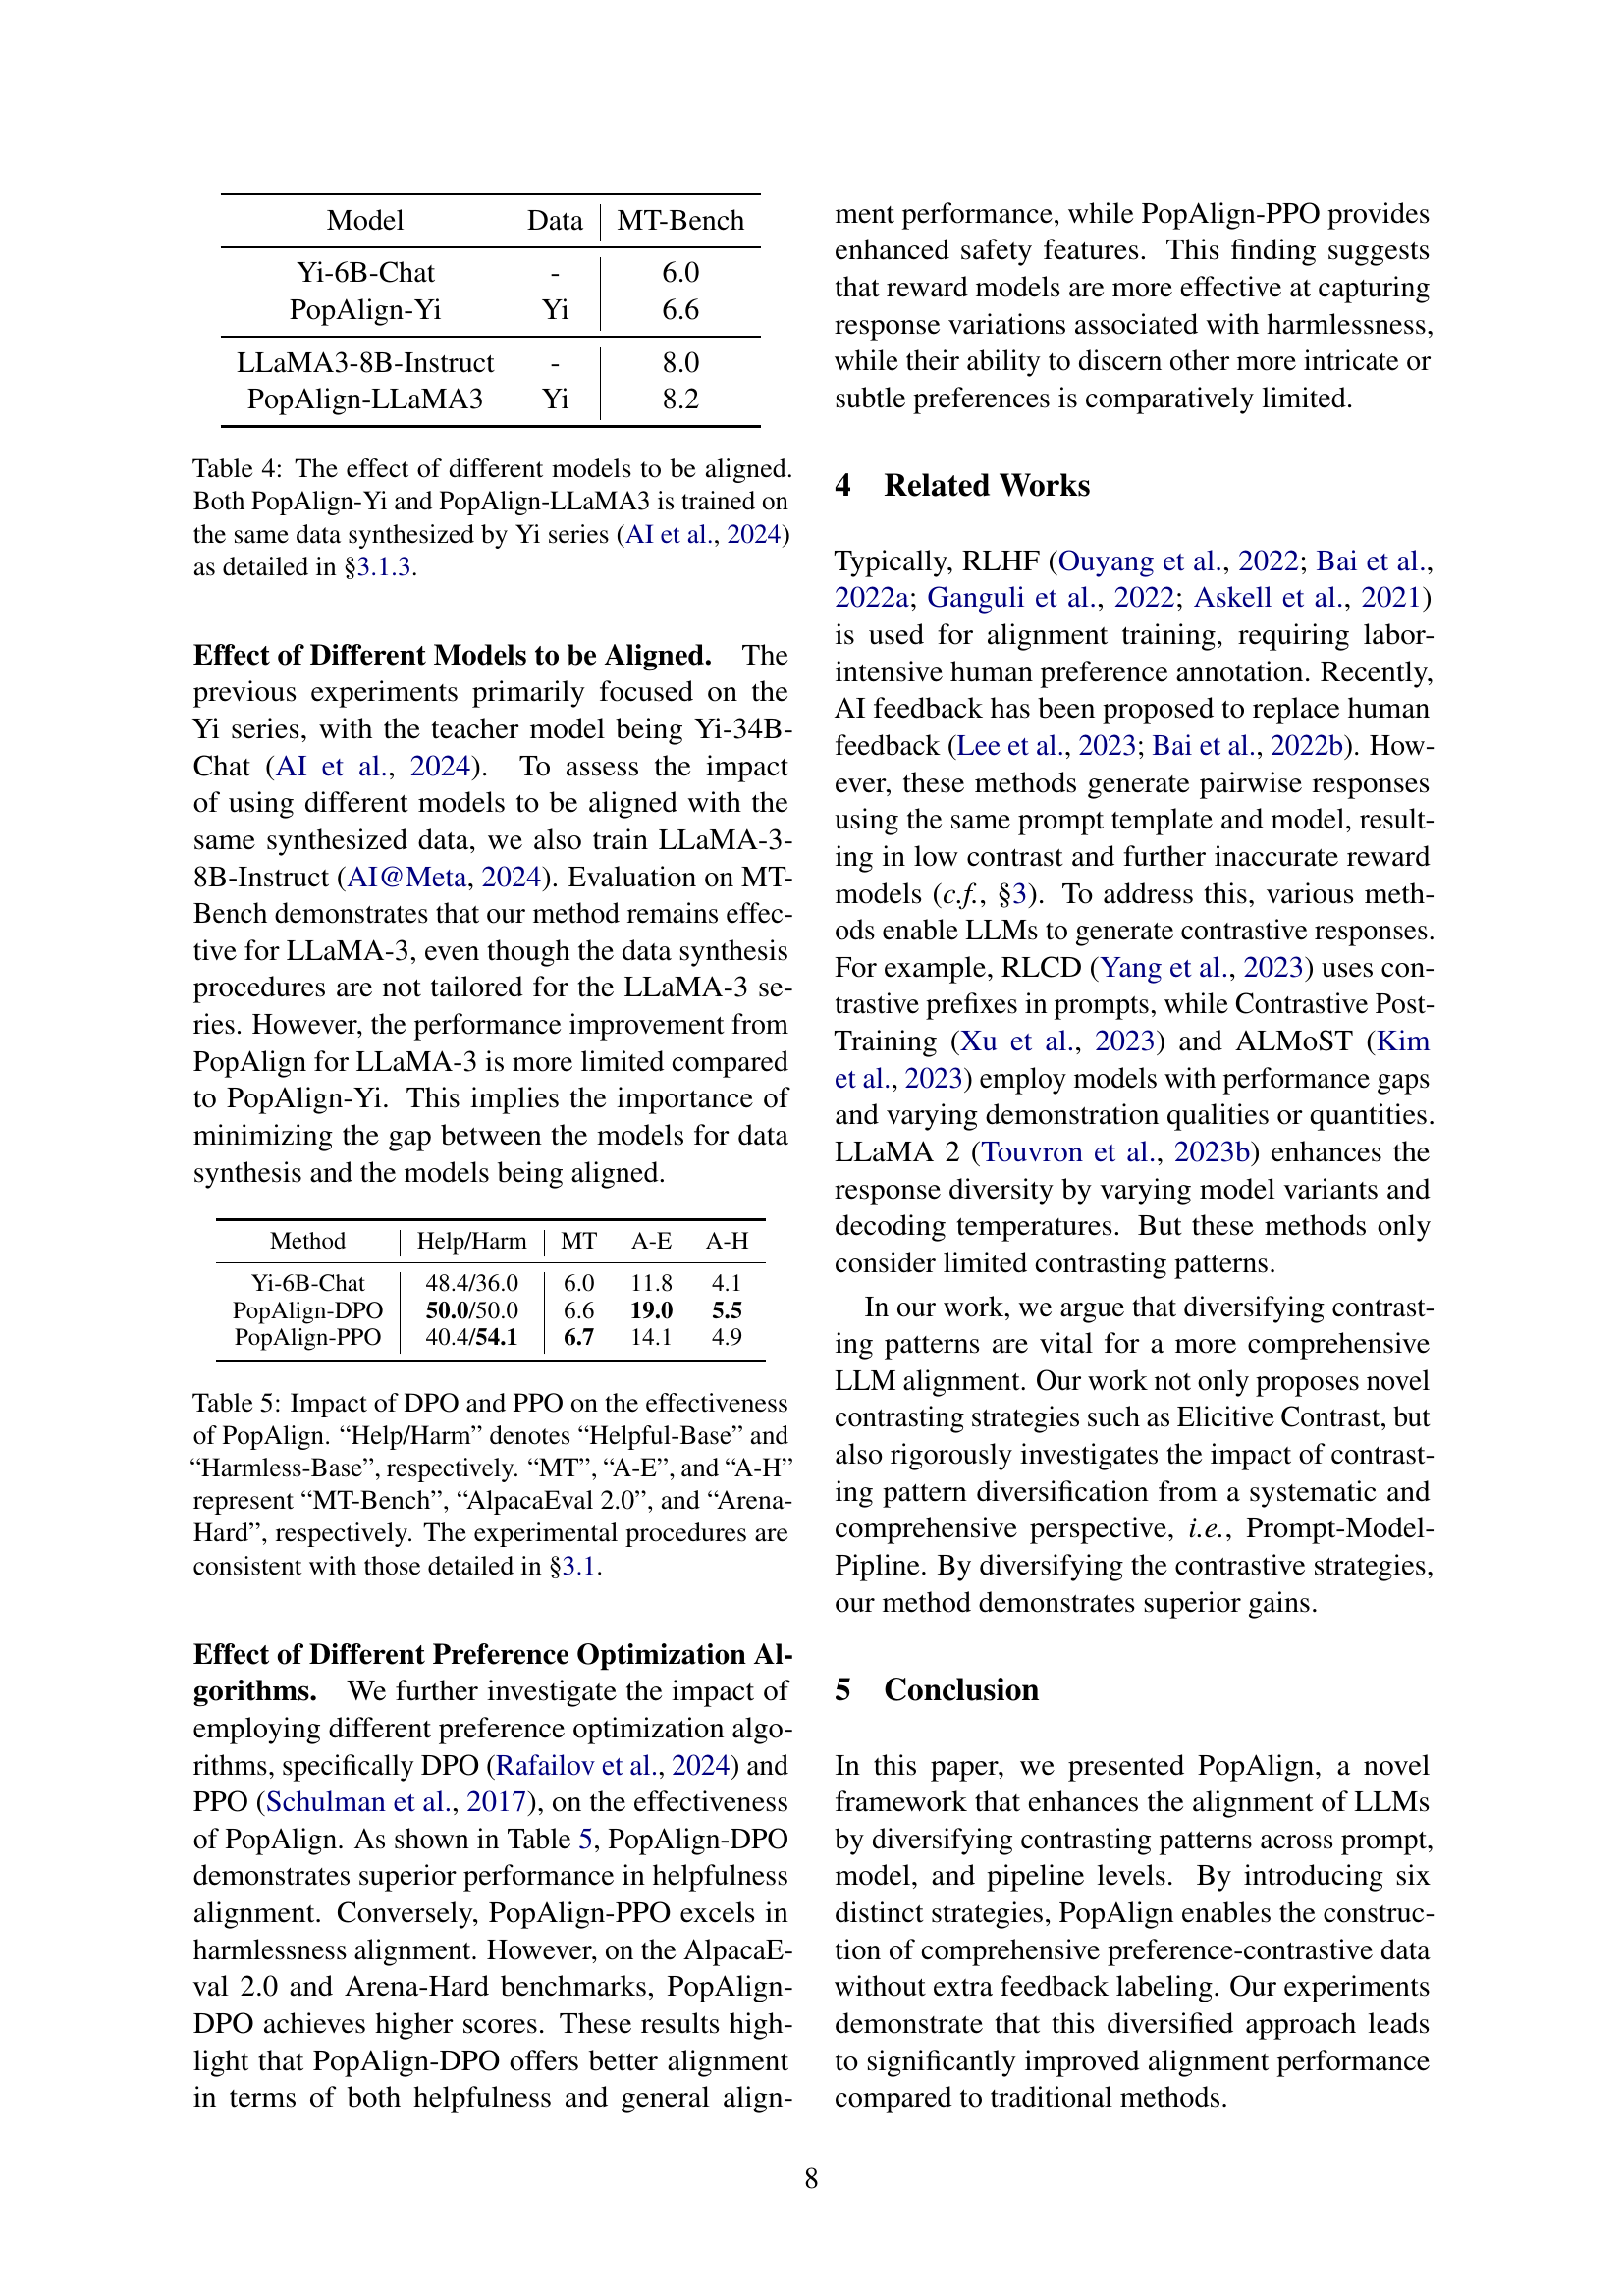 Model Data MT-Bench
Yi-6B-Chat - 6.0
PopAlign-Yi Yi 6.6
LLaMA3-8B-Instruct - 8.0
PopAlign-LLaMA3 Yi 8.2
Table 4: The effect of different models to be aligned.
Both PopAlign-Yi and PopAlign-LLaMA3 is trained on
the same data synthesized by Yi series (AI et al., 2024)
as detailed in §3.1.3.
Effect of Different Models to be Aligned. The
previous experiments primarily focused on the
Yi series, with the teacher model being Yi-34B-
Chat (AI et al., 2024). To assess the impact
of using different models to be aligned with the
same synthesized data, we also train LLaMA-3-
8B-Instruct (AI@Meta, 2024). Evaluation on MT-
Bench demonstrates that our method remains effec-
tive for LLaMA-3, even though the data synthesis
procedures are not tailored for the LLaMA-3 se-
ries. However, the performance improvement from
PopAlign for LLaMA-3 is more limited compared
to PopAlign-Yi. This implies the importance of
minimizing the gap between the models for data
synthesis and the models being aligned.
Method Help/Harm MT A-E A-H
Yi-6B-Chat 48.4/36.0 6.0 11.8 4.1
PopAlign-DPO 50.0/50.0 6.6 19.0 5.5
PopAlign-PPO 40.4/54.1 6.7 14.1 4.9
Table 5: Impact of DPO and PPO on the effectiveness
of PopAlign. “Help/Harm” denotes “Helpful-Base” and
“Harmless-Base”, respectively. “MT”, “A-E”, and “A-H”
represent “MT-Bench”, “AlpacaEval 2.0”, and “Arena-
Hard”, respectively. The experimental procedures are
consistent with those detailed in §3.1.
Effect of Different Preference Optimization Al-
gorithms. We further investigate the impact of
employing different preference optimization algo-
rithms, specifically DPO (Rafailov et al., 2024) and
PPO (Schulman et al., 2017), on the effectiveness
of PopAlign. As shown in Table 5, PopAlign-DPO
demonstrates superior performance in helpfulness
alignment. Conversely, PopAlign-PPO excels in
harmlessness alignment. However, on the AlpacaE-
val 2.0 and Arena-Hard benchmarks, PopAlign-
DPO achieves higher scores. These results high-
light that PopAlign-DPO offers better alignment
in terms of both helpfulness and general align-
ment performance, while PopAlign-PPO provides
enhanced safety features. This finding suggests
that reward models are more effective at capturing
response variations associated with harmlessness,
while their ability to discern other more intricate or
subtle preferences is comparatively limited.
4 Related Works
Typically, RLHF (Ouyang et al., 2022; Bai et al.,
2022a; Ganguli et al., 2022; Askell et al., 2021)
is used for alignment training, requiring labor-
intensive human preference annotation. Recently,
AI feedback has been proposed to replace human
feedback (Lee et al., 2023; Bai et al., 2022b). How-
ever, these methods generate pairwise responses
using the same prompt template and model, result-
ing in low contrast and further inaccurate reward
models (c.f., §3). To address this, various meth-
ods enable LLMs to generate contrastive responses.
For example, RLCD (Yang et al., 2023) uses con-
trastive prefixes in prompts, while Contrastive Post-
Training (Xu et al., 2023) and ALMoST (Kim
et al., 2023) employ models with performance gaps
and varying demonstration qualities or quantities.
LLaMA 2 (Touvron et al., 2023b) enhances the
response diversity by varying model variants and
decoding temperatures. But these methods only
consider limited contrasting patterns.
In our work, we argue that diversifying contrast-
ing patterns are vital for a more comprehensive
LLM alignment. Our work not only proposes novel
contrasting strategies such as Elicitive Contrast, but
also rigorously investigates the impact of contrast-
ing pattern diversification from a systematic and
comprehensive perspective, i.e., Prompt-Model-
Pipline. By diversifying the contrastive strategies,
our method demonstrates superior gains.
5 Conclusion
In this paper, we presented PopAlign, a novel
framework that enhances the alignment of LLMs
by diversifying contrasting patterns across prompt,
model, and pipeline levels. By introducing six
distinct strategies, PopAlign enables the construc-
tion of comprehensive preference-contrastive data
without extra feedback labeling. Our experiments
demonstrate that this diversified approach leads
to significantly improved alignment performance
compared to traditional methods.
8